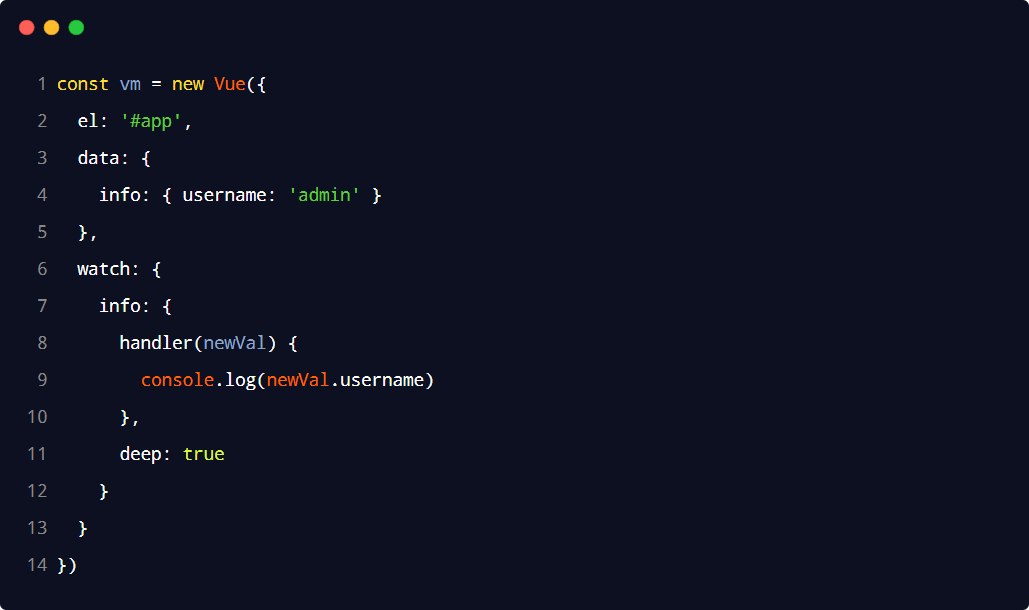 1 const vm = new Vue({
2   el: '#app',
3   data: {
4     info: { username: 'admin' }
5   },
6   watch: {
7     info: {
8       handler(newVal) {
9         console.log(newVal.username)
10       },
11       deep: true
12     }
13   }
14 })